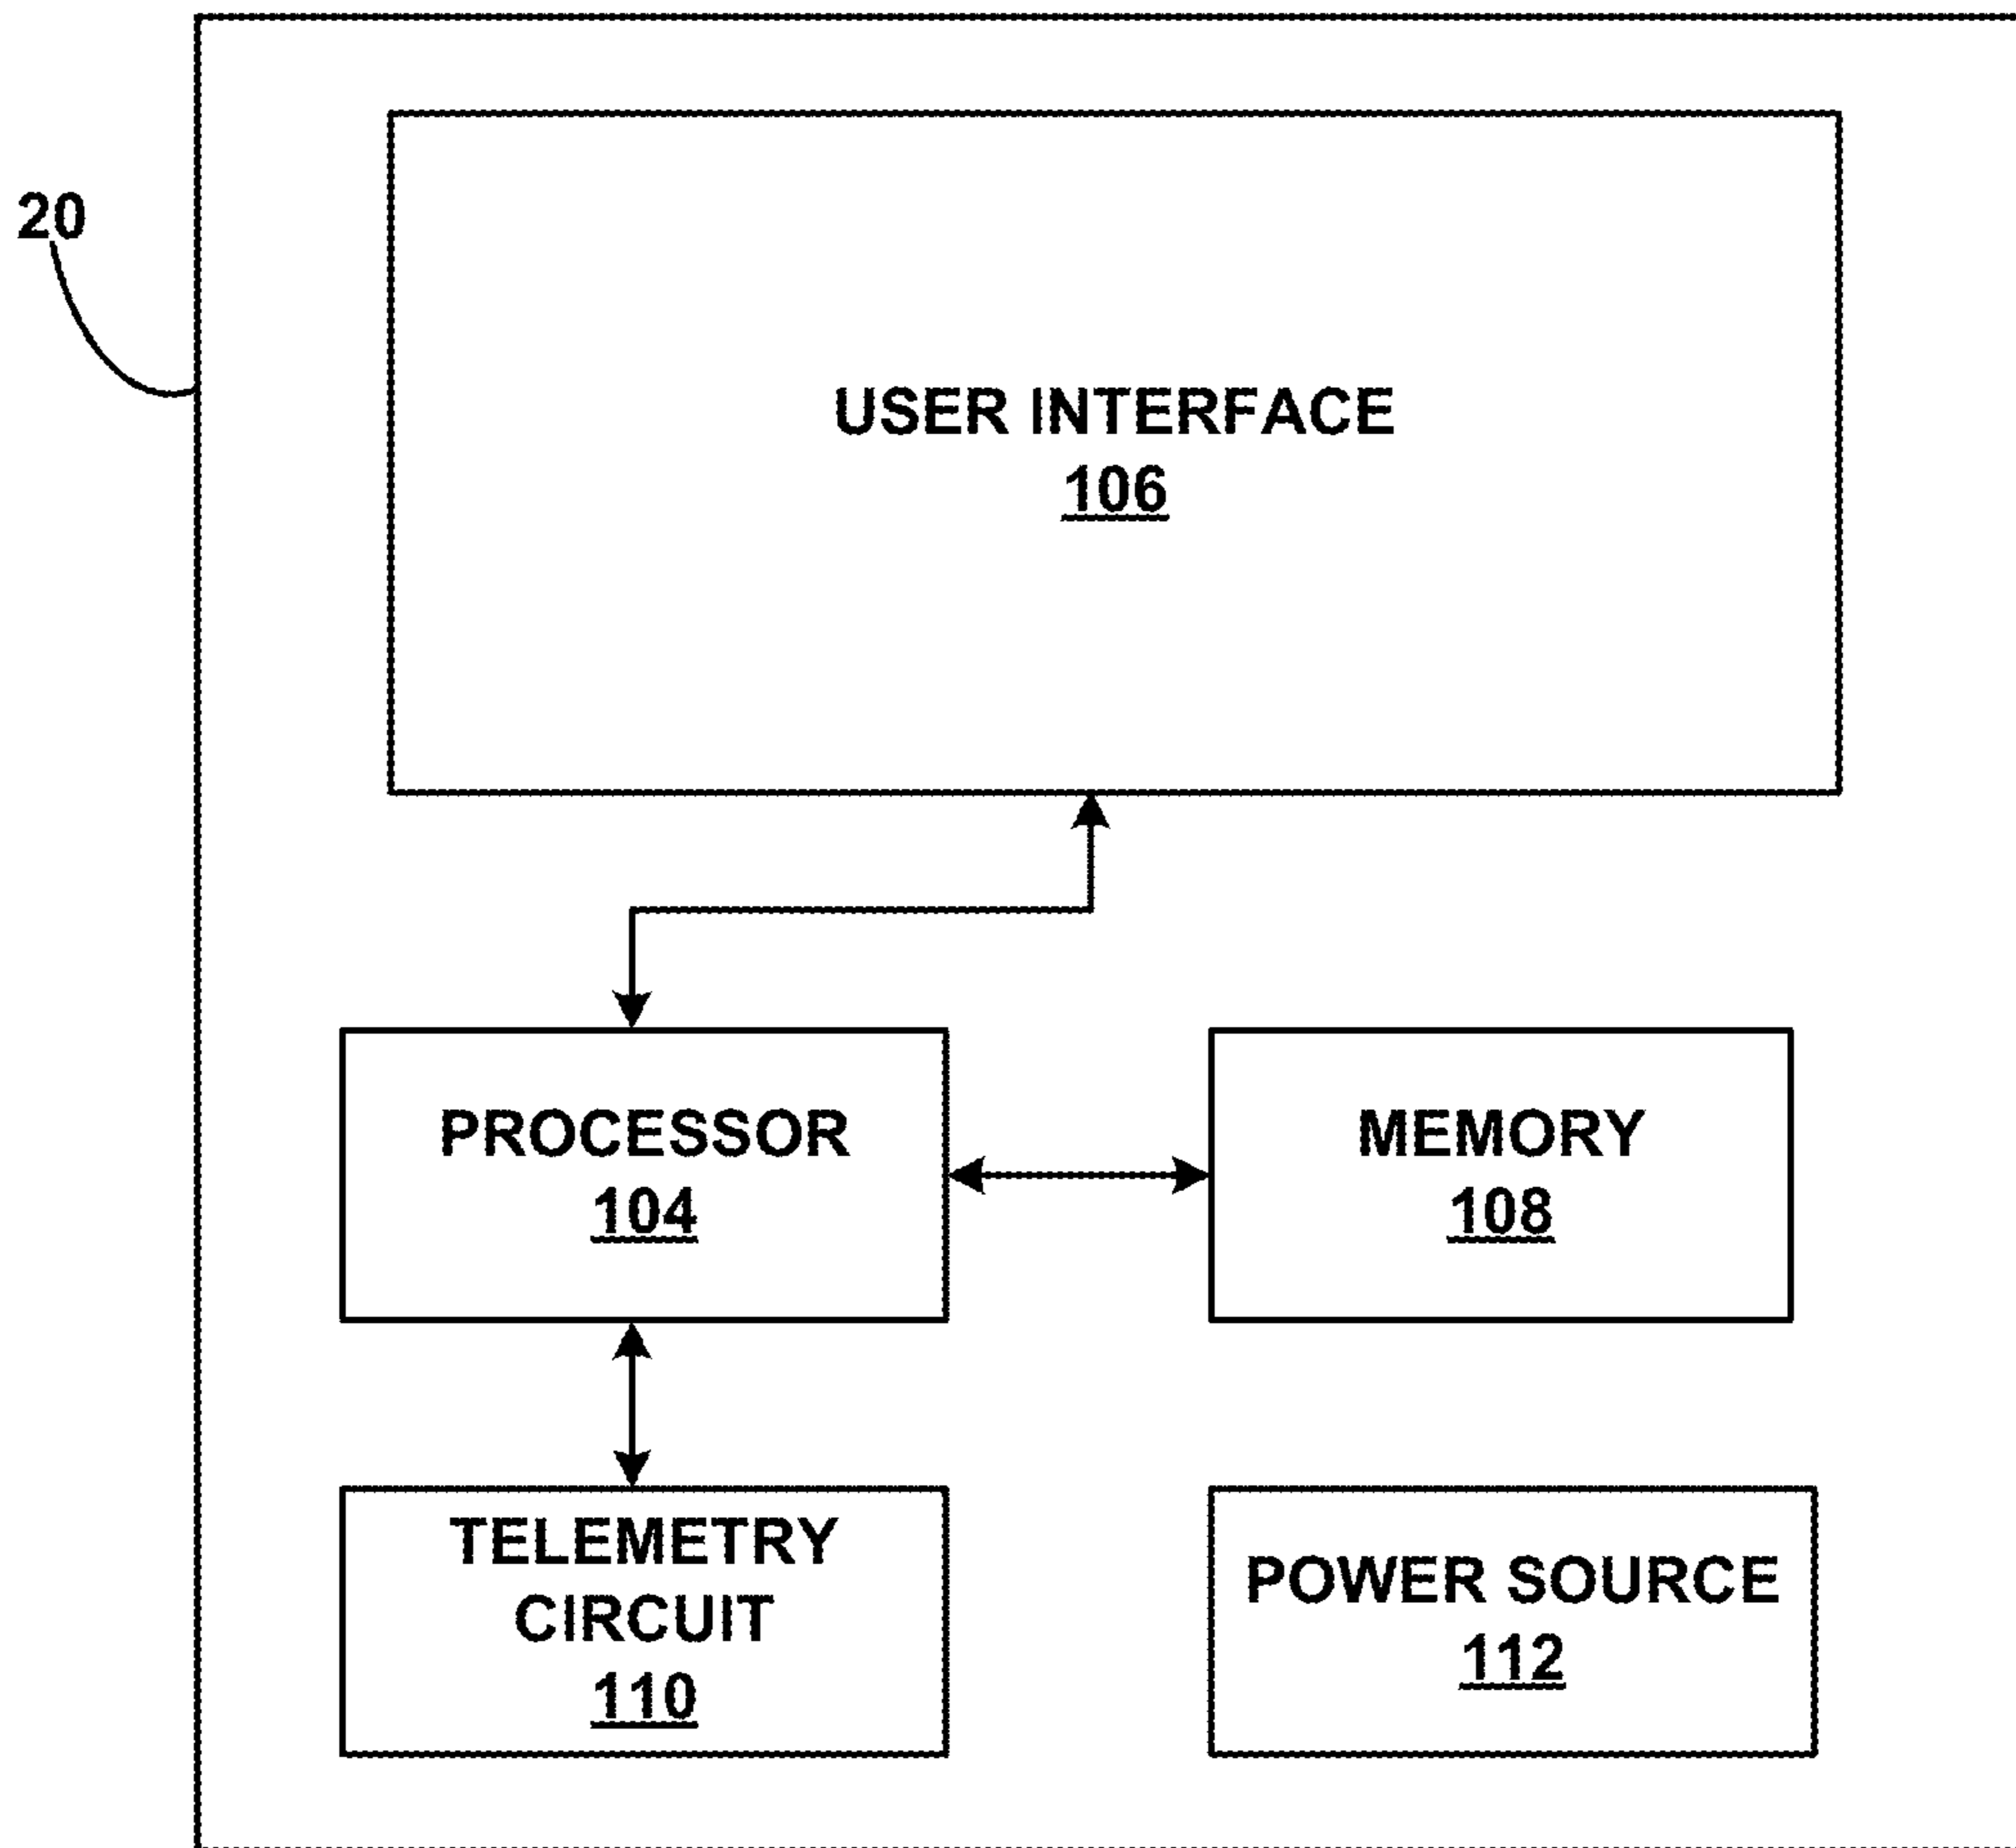 20
USER INTERFACE
106
PROCESSOR
104
MEMORY
108
TELEMETRY
CIRCUIT
110
POWER SOURCE
112